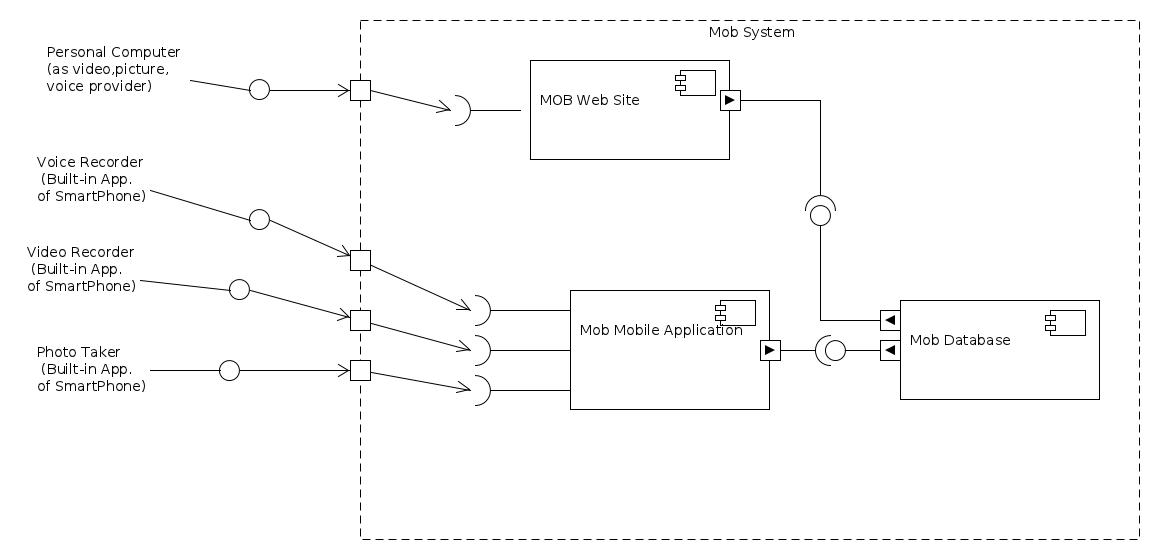 Mob System
Personal Computer
(as video,picture,
voice provider)
MOB Web Site
Voice Recorder
(Built-in App.
of SmartPhone)
Video Recorder
(Built-in App.
of SmartPhone)
Mob Mobile Application
Mob Database
Photo Taker
(Built-in App.
of SmartPhone)